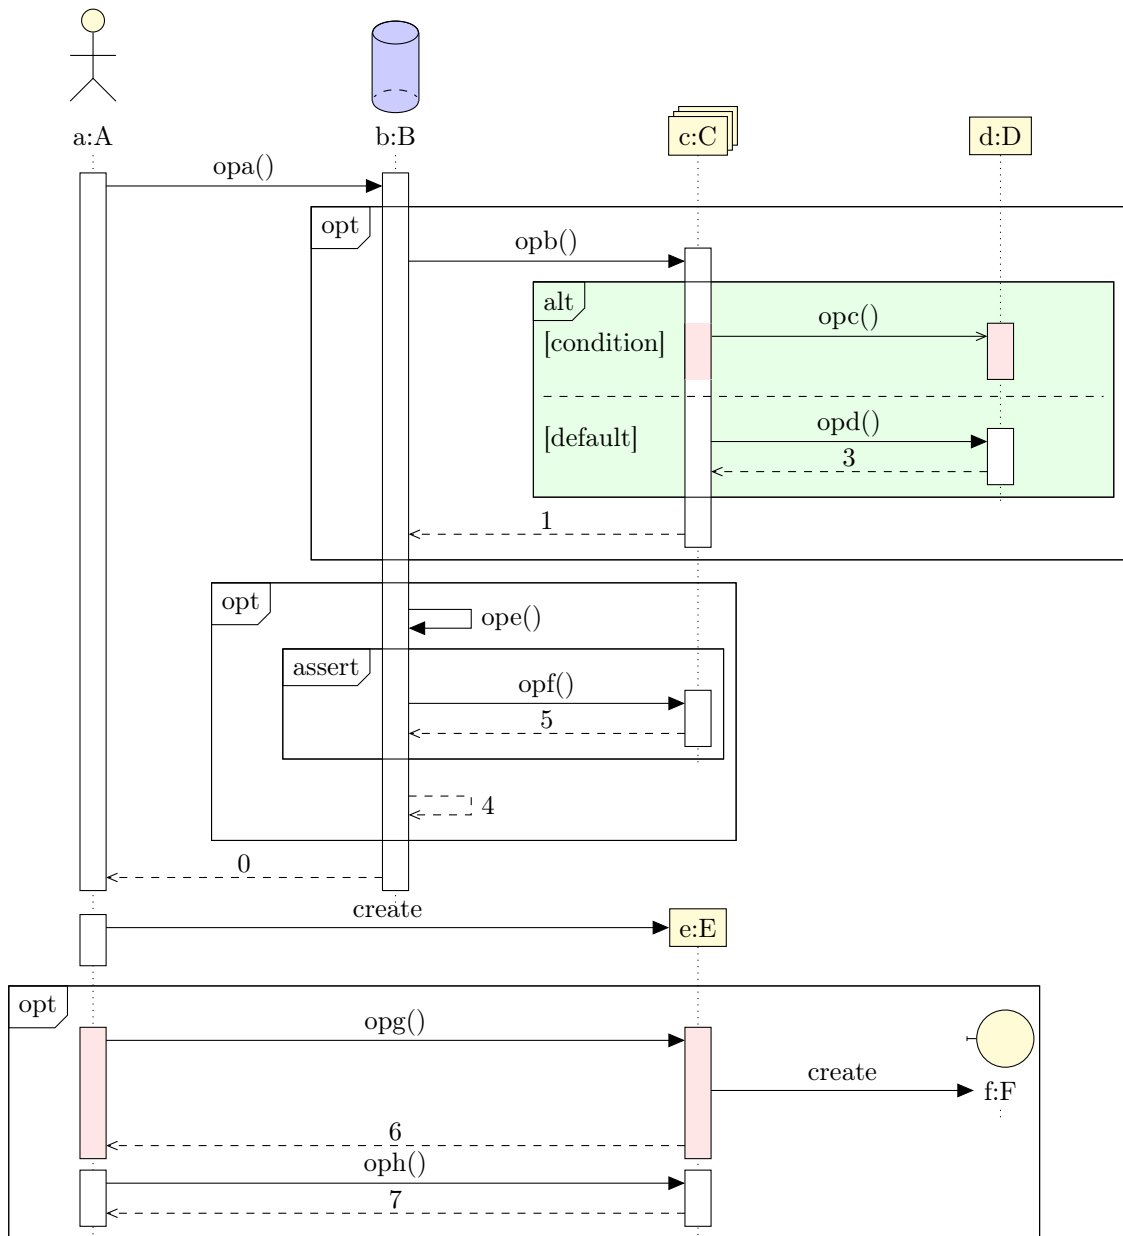 a:A
b:B
c:C
d:D
opa()
opt
opb()
alt
opc()
[condition]
opd()
[default]
3
1
opt
ope()
assert
opf()
5
4
0
create
e:E
opt
opg()
create
f:F
6
oph()
7